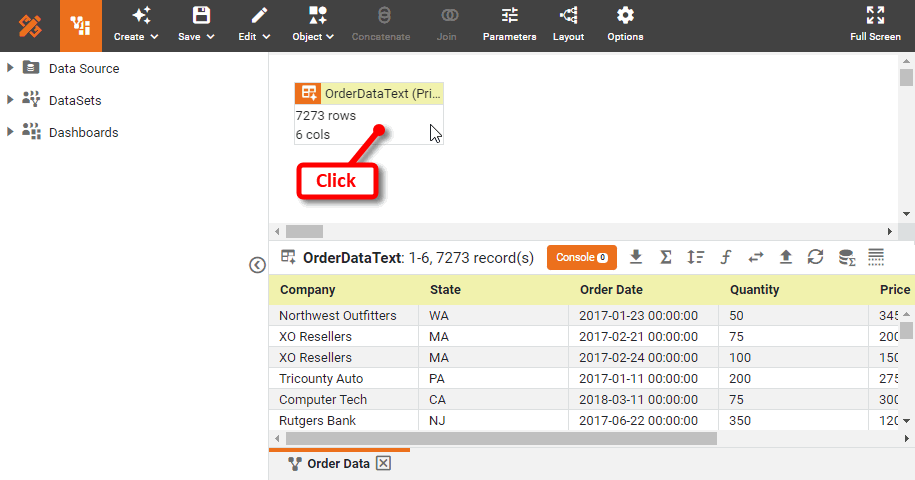 Create Save Edit Object Concatenate Join Parameters Layout Options Full Screen
Data Source
DataSets
Dashboards
OrderDataText (Pri...
7273 rows
6 cols
Click
OrderDataText: 1-6, 7273 record(s) Console 0
Company State Order Date Quantity Price
Northwest Outfitters WA 2017-01-23 00:00:00 50 345
XO Resellers MA 2017-02-21 00:00:00 75 200
XO Resellers MA 2017-02-24 00:00:00 100 150
Tricounty Auto PA 2017-01-11 00:00:00 200 275
Computer Tech CA 2018-03-11 00:00:00 75 300
Rutgers Bank NJ 2017-06-22 00:00:00 350 120
Order Data